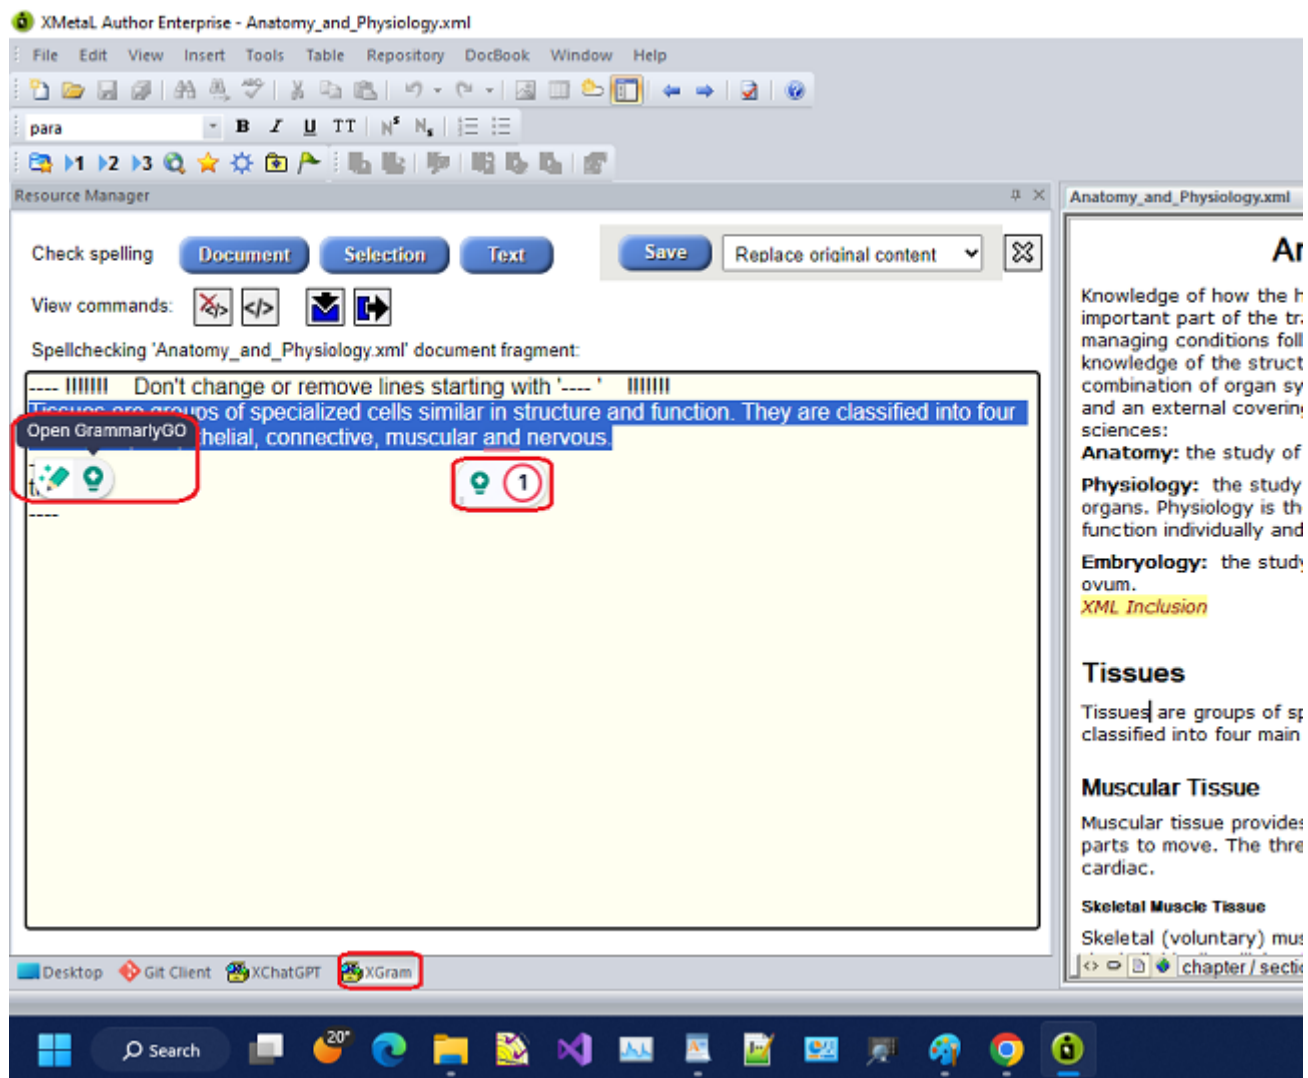 XMetaL Author Enterprise - Anatomy_and_Physiology.xml
File Edit View Insert Tools Table Repository DocBook Window Help
para B I U TT N s N s
1 2 3
Resource Manager
Anatomy_and_Physiology.xml
Check spelling Document Selection Text Save Replace original content
View commands: </> </>
Spellchecking 'Anatomy_and_Physiology.xml' document fragment:
---- !!!!!!! Don't change or remove lines starting with '---- ' !!!!!!!
Tissues are groups of specialized cells similar in structure and function. They are classified into four
thelial, connective, muscular and nervous.
Open GrammarlyGO
1
----
Desktop Git Client XChatGPT XGram
Knowledge of how the h
important part of the tra
managing conditions foll
knowledge of the struct
combination of organ sy
and an external covering
sciences:
Anatomy: the study of
Physiology: the study
organs. Physiology is th
function individually and
Embryology: the study
ovum.
XML Inclusion
Tissues
Tissues are groups of sp
classified into four main
Muscular Tissue
Muscular tissue provides
parts to move. The thre
cardiac.
Skeletal Muscle Tissue
Skeletal (voluntary) mus
chapter / sectio
Search 20°